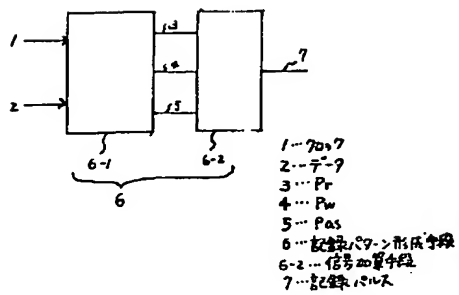 1
2
3
4
5
7
6-1
6-2
6
1…クロック
2…データ
3…Pr
4…Pw
5…Pas
6…記録パターン形成手段
6-2…信号加算手段
7…記録パルス